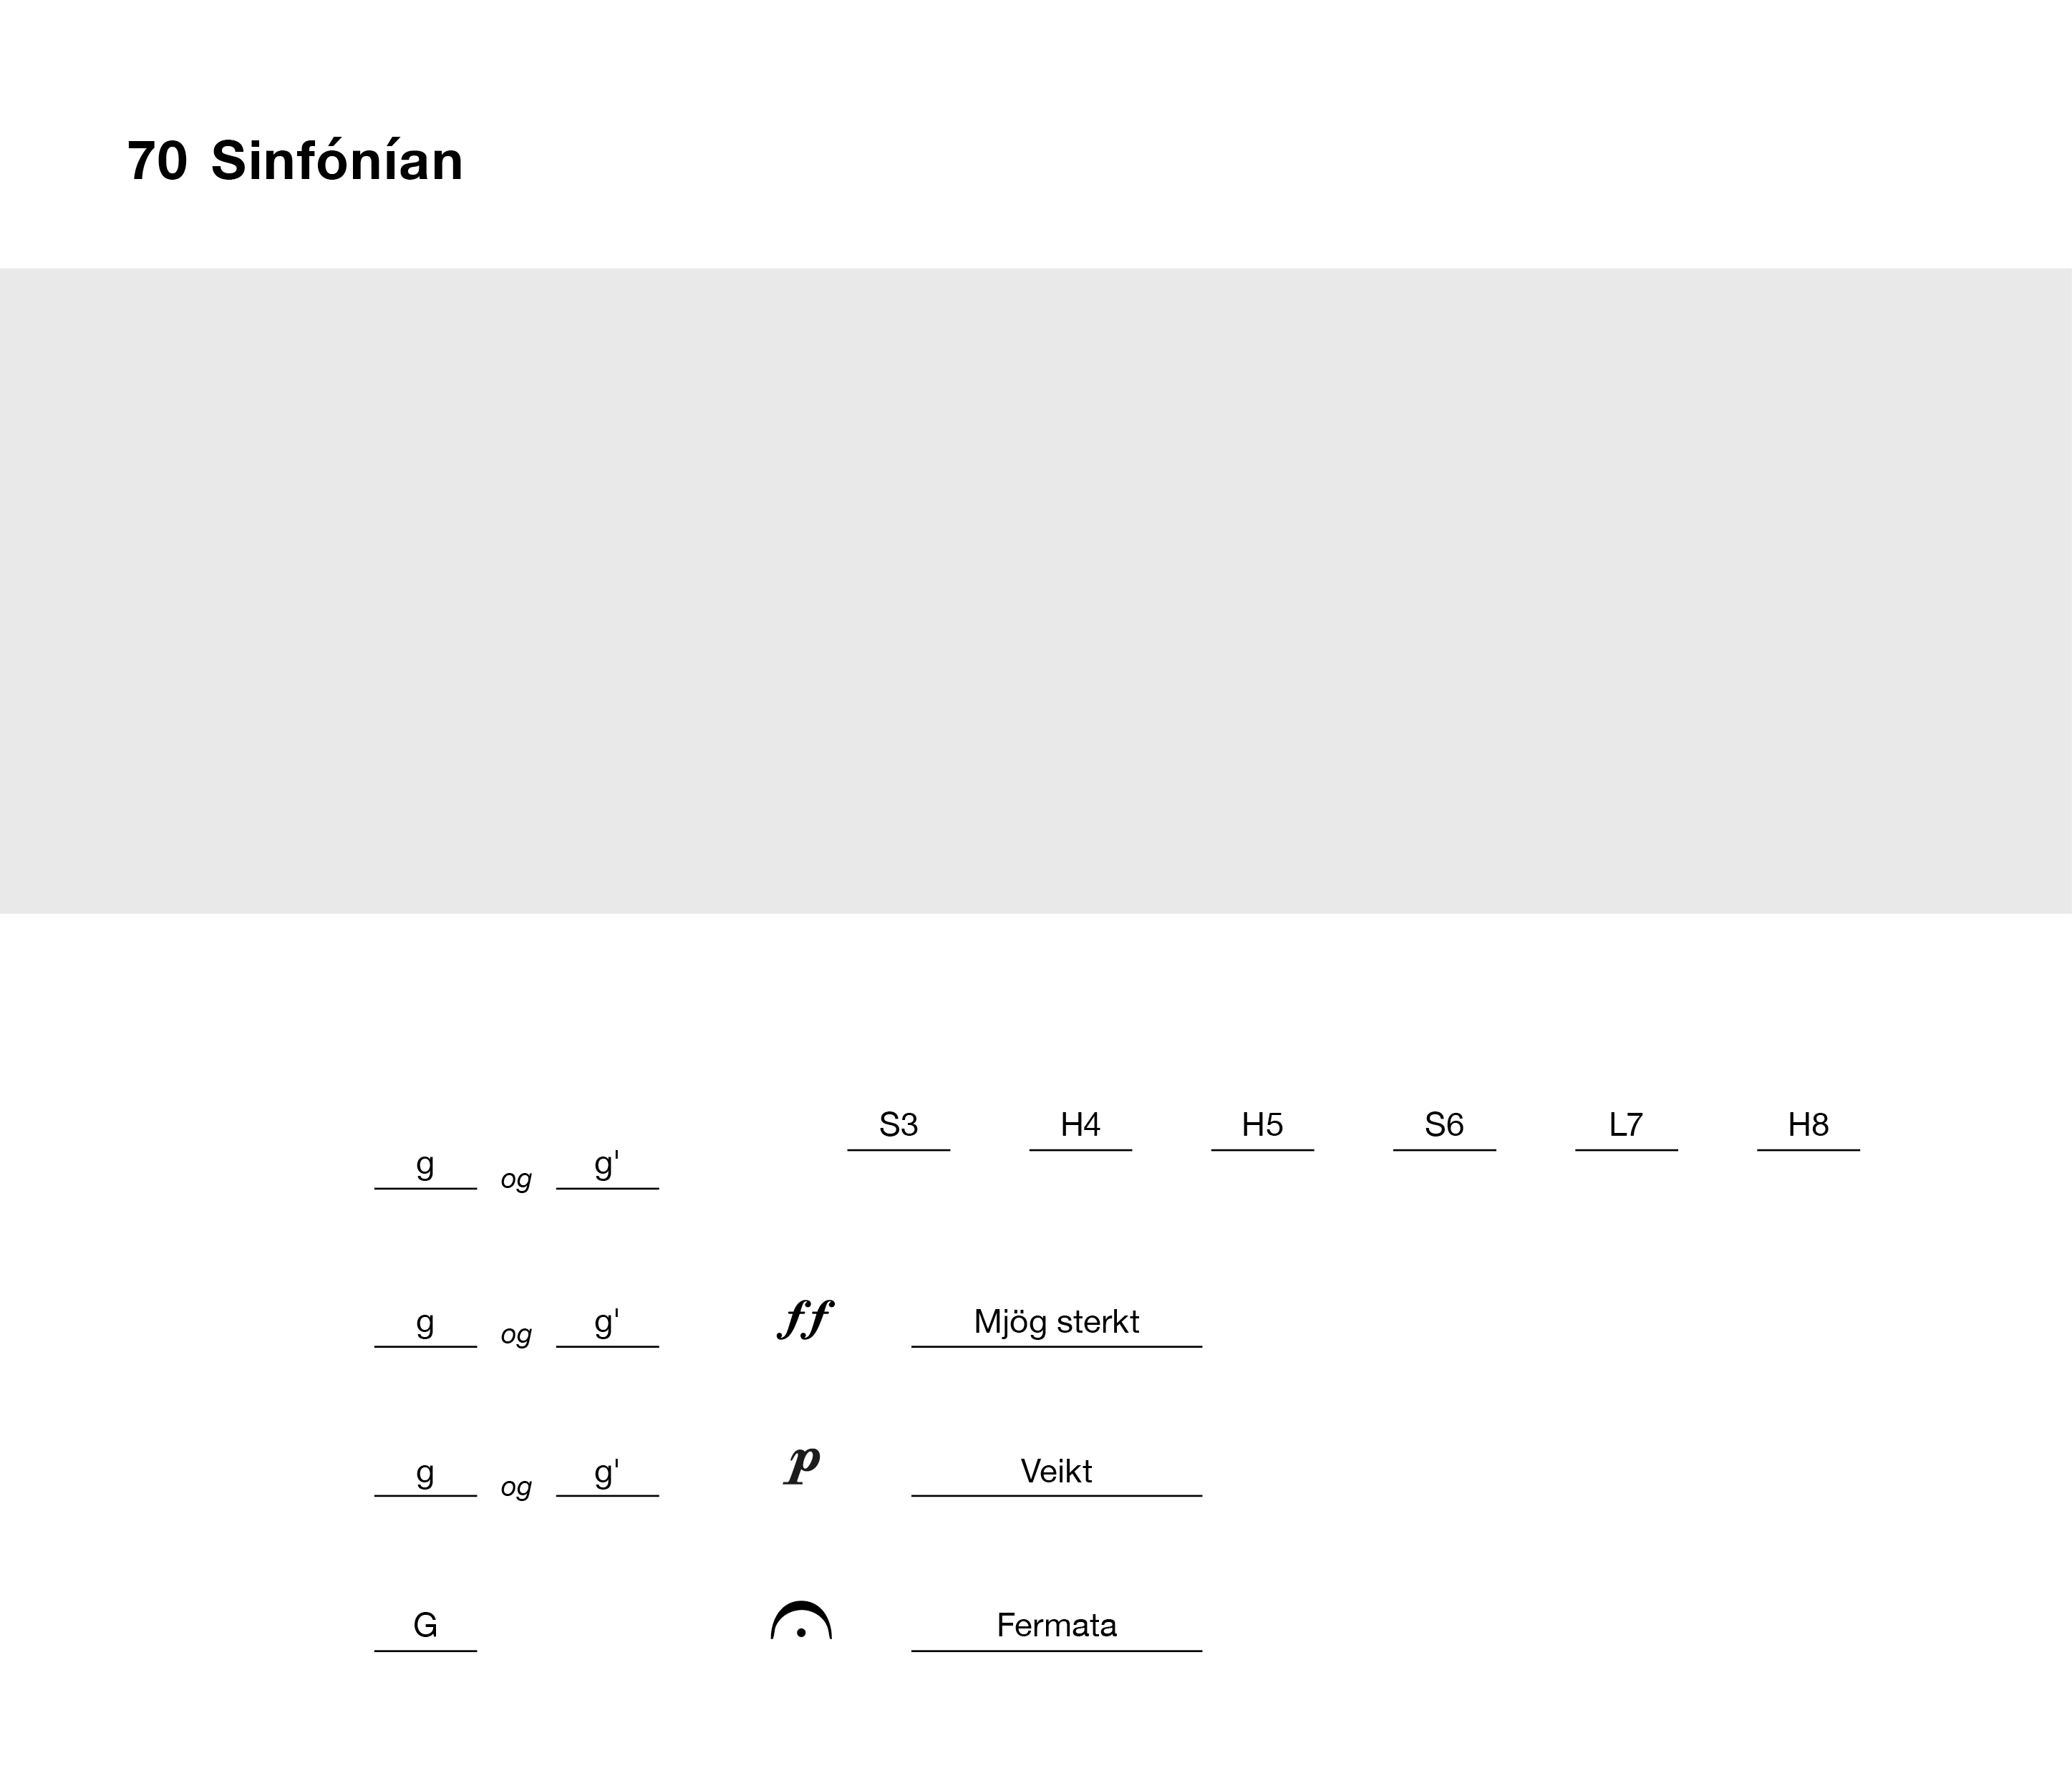 70 Sinfónían
S3 H4 H5 S6 L7 H8
g og g'
g og g' ff Mjög sterkt
g og g' p Veikt
G Fermata